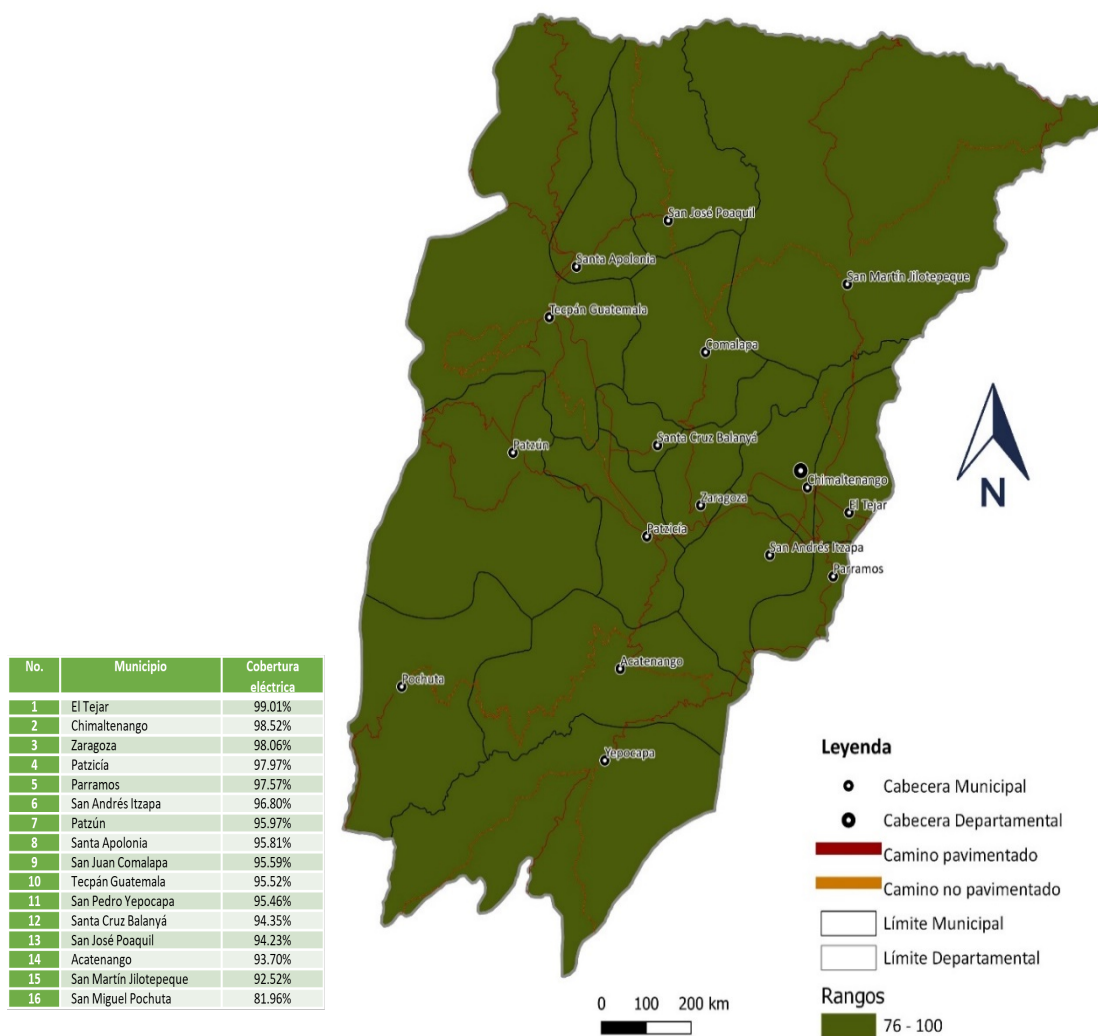 San José Poaquil
Santa Apolonia
San Martín Jilotepeque
Tecpán Guatemala
Comalapa
Santa Cruz Balanyá
Patzún
Chimaltenango
Zaragoza
El Tejar
Patzicía
San Andrés Itzapa
Parramos
Acatenango
Pochuta
Yepocapa
N
No. Municipio Cobertura
eléctrica
1 El Tejar 99.01%
2 Chimaltenango 98.52%
3 Zaragoza 98.06%
4 Patzicía 97.97%
5 Parramos 97.57%
6 San Andrés Itzapa 96.80%
7 Patzún 95.97%
8 Santa Apolonia 95.81%
9 San Juan Comalapa 95.59%
10 Tecpán Guatemala 95.52%
11 San Pedro Yepocapa 95.46%
12 Santa Cruz Balanyá 94.35%
13 San José Poaquil 94.23%
14 Acatenango 93.70%
15 San Martín Jilotepeque 92.52%
16 San Miguel Pochuta 81.96%
Leyenda
Cabecera Municipal
Cabecera Departamental
Camino pavimentado
Camino no pavimentado
Límite Municipal
Límite Departamental
Rangos
76 - 100
0 100 200 km